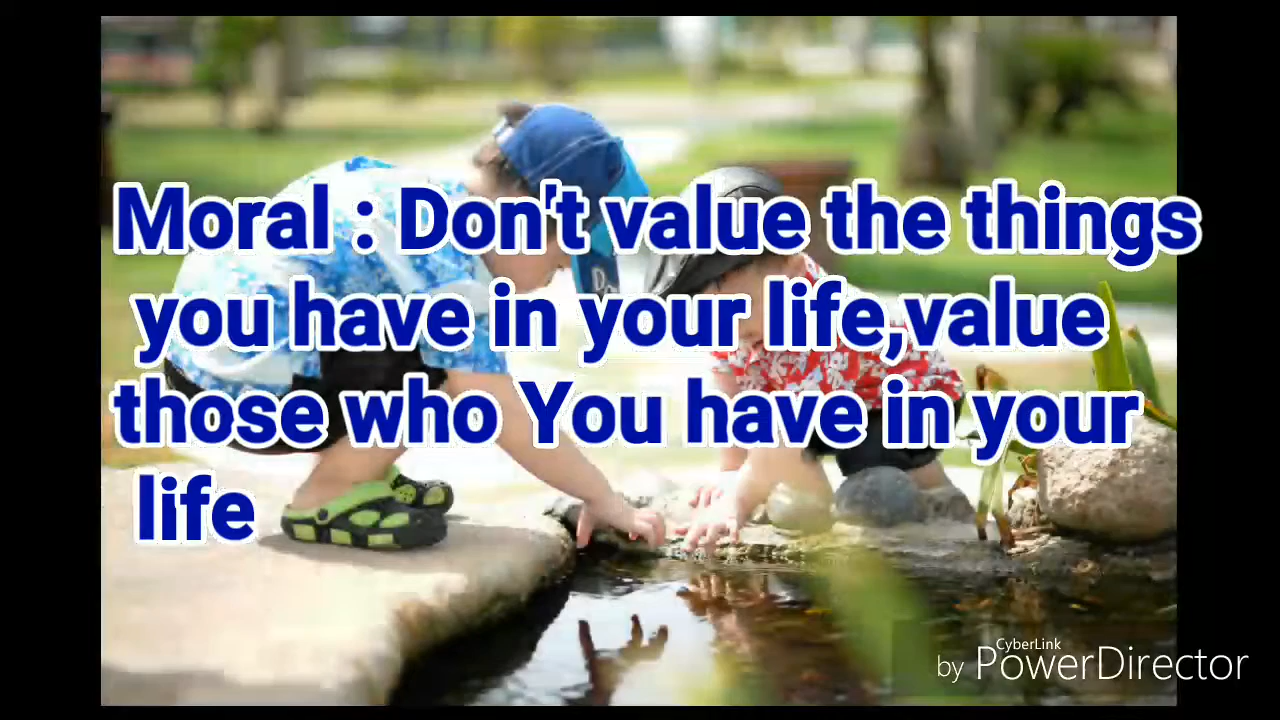 Moral : Don't value the things
you have in your life,value
those who You have in your
life
CyberLink
by PowerDirector